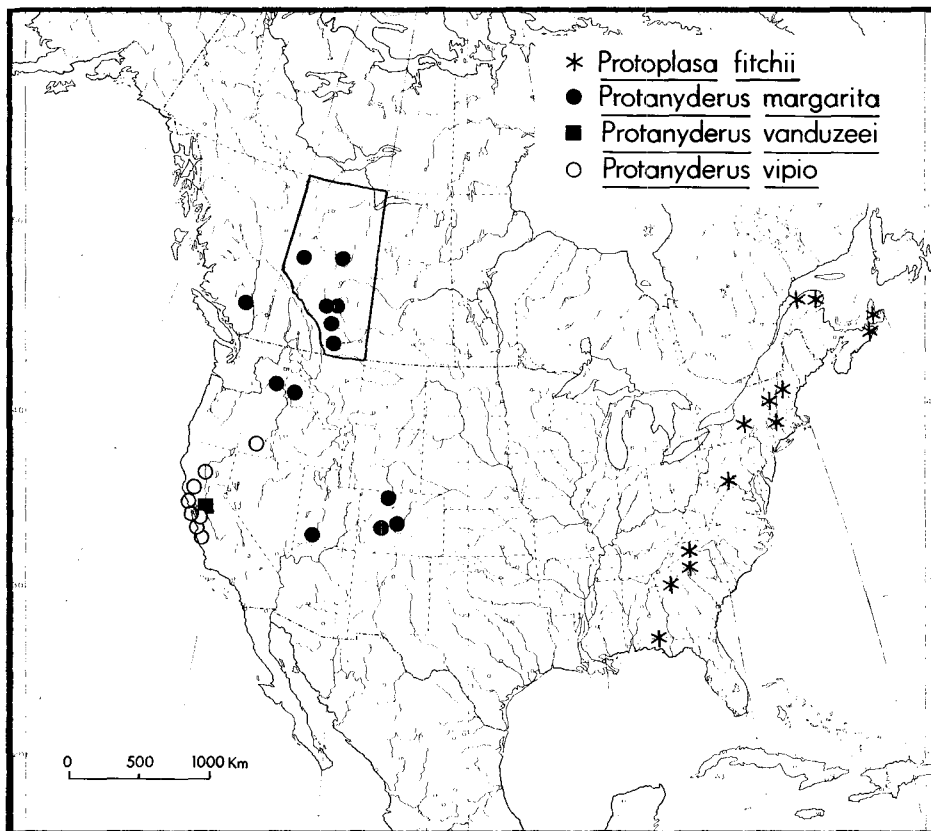 Protoplasa fitchii
Protanyderus margarita
Protanyderus vanduzeei
Protanyderus vipio
0 500 1000 Km